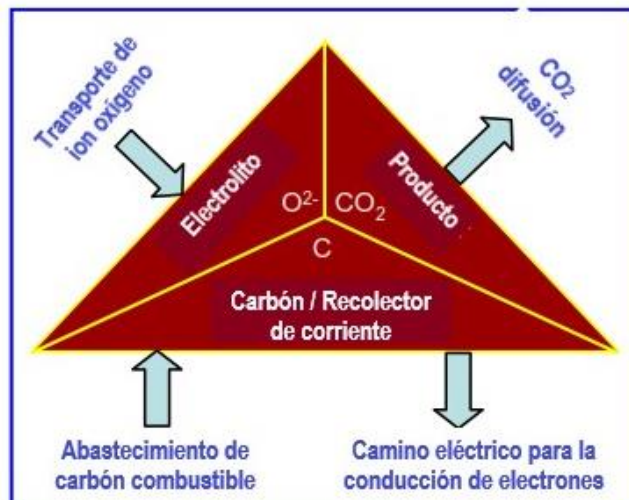 Transporte de
ion oxígeno
CO₂
difusión
Electrolito
Producto
O²⁻
CO₂
C
Carbón / Recolector
de corriente
Abastecimiento de
carbón combustible
Camino eléctrico para la
conducción de electrones